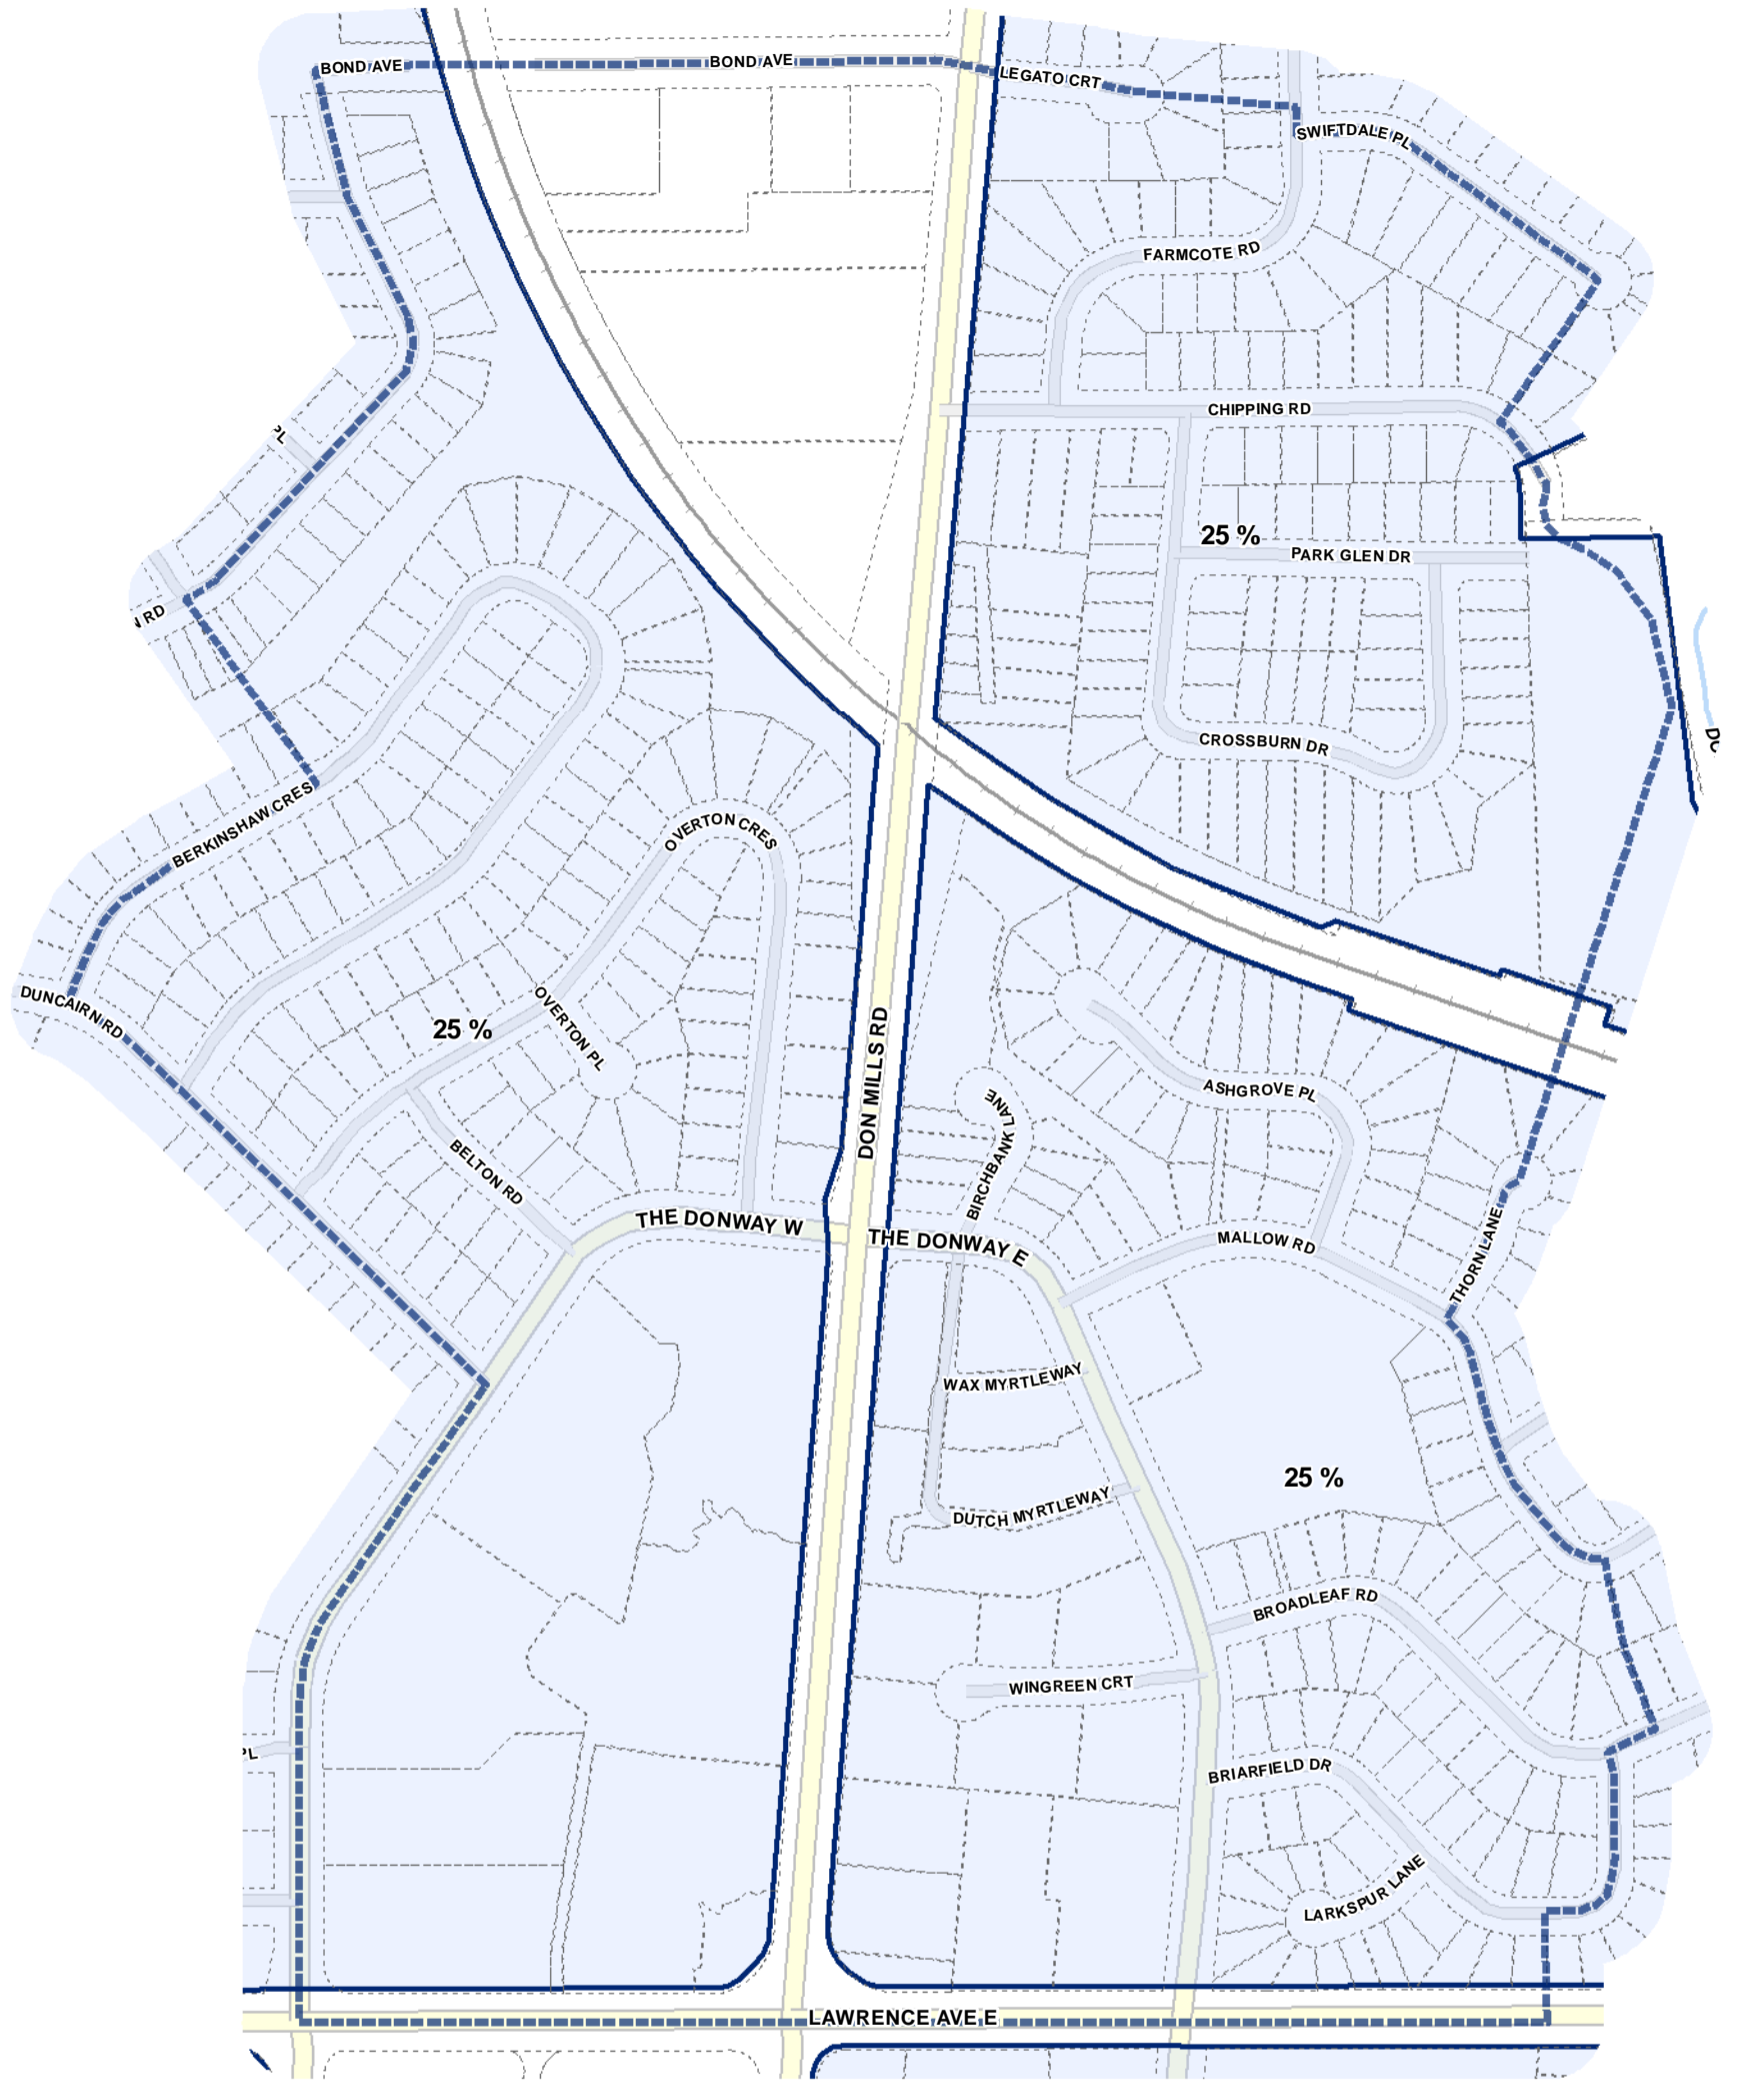 BOND AVE
BOND AVE
LEGATO CRT
SWIFTDALE PL
FARMCOTE RD
CHIPPING RD
PL
25 %
PARK GLEN DR
RD
CROSSBURN DR
BERKINSHAW CRES
OVERTON CRES
DUNCAIRN RD
25 %
OVERTON PL
DON MILLS RD
ASHGROVE PL
BIRCHBANK LANE
BELTON RD
THE DONWAY W
THE DONWAY E
MALLOW RD
THORN LANE
WAX MYRTLEWAY
25 %
DUTCH MYRTLEWAY
BROADLEAF RD
WINGREEN CRT
PL
BRIARFIELD DR
LARKSPUR LANE
LAWRENCE AVE E